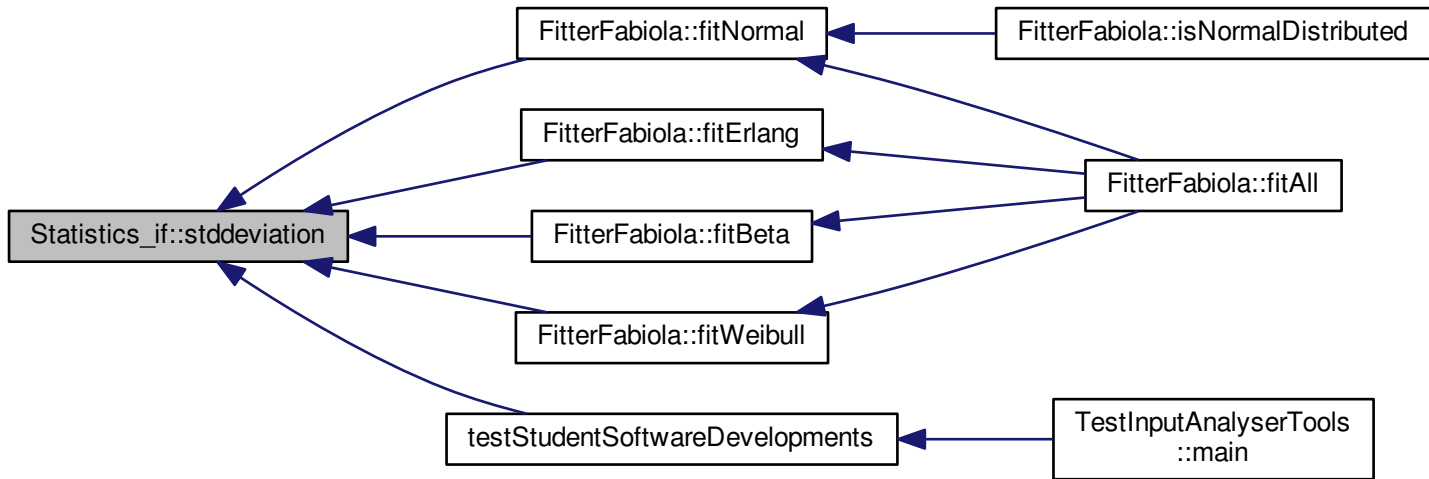 FitterFabiola::fitNormal
FitterFabiola::isNormalDistributed
FitterFabiola::fitErlang
FitterFabiola::fitAll
Statistics_if::stddeviation
FitterFabiola::fitBeta
FitterFabiola::fitWeibull
testStudentSoftwareDevelopments
TestInputAnalyserTools
::main